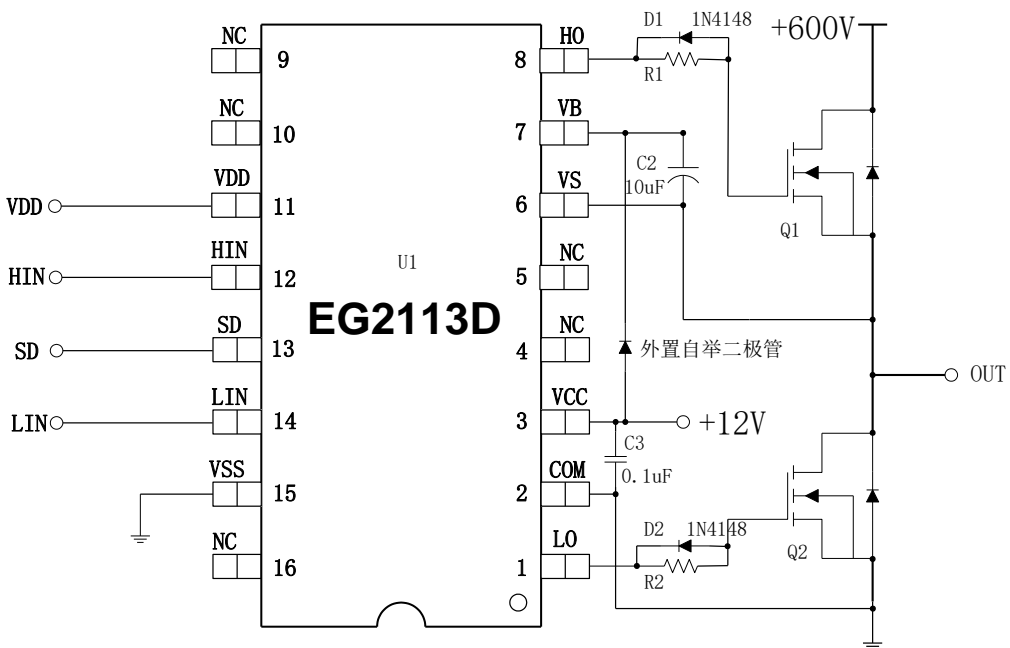 D1 1N4148
+600V
NC
9
HO
8
R1
NC
10
VB
7
C2
10uF
VDD
VDD
11
VS
6
Q1
HIN
HIN
12
U1
NC
5
EG2113D
SD
SD
13
NC
4
外置自举二极管
OUT
LIN
LIN
14
VCC
3
+12V
C3
0.1uF
VSS
15
COM
2
NC
16
LO
1
D2 1N4148
R2
Q2